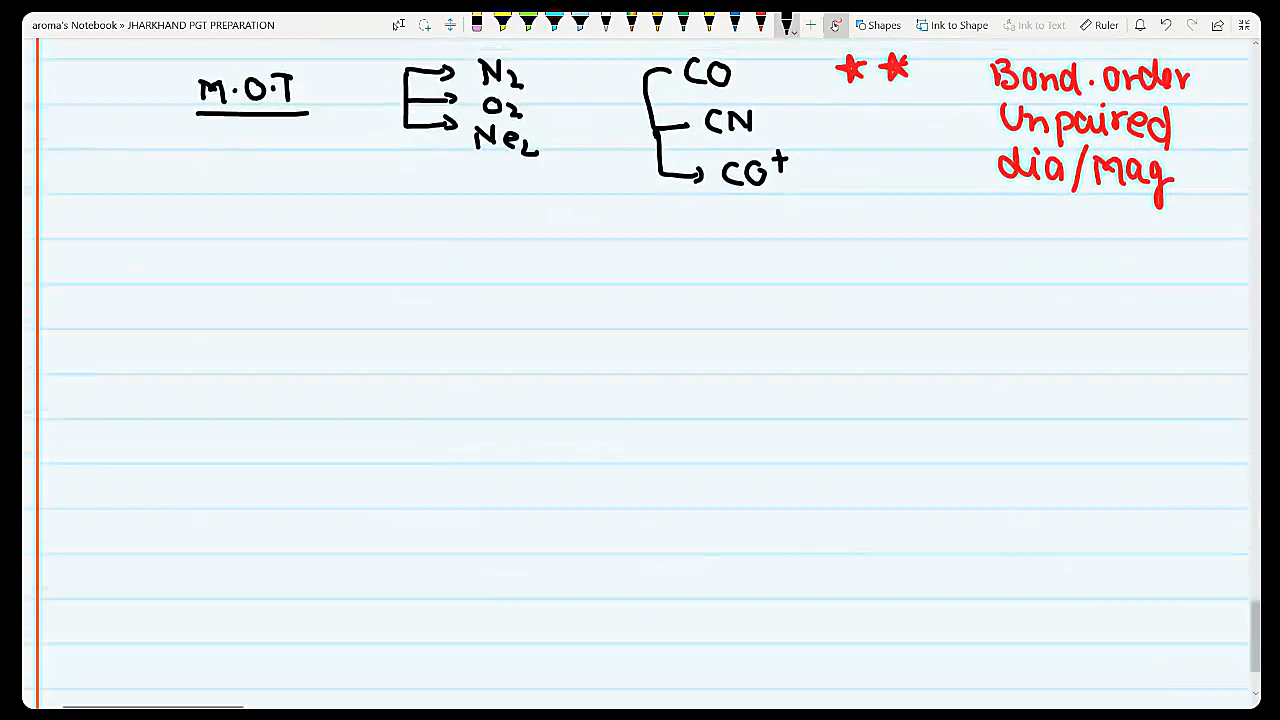 aroma's Notebook » JHARKHAND PGT PREPARATION
Shapes Ink to Shape Ink to Text Ruler
M.O.T
N2
O2
Ne2
CO
CN
CO+
Bond.order
Unpaired
dia/Mag